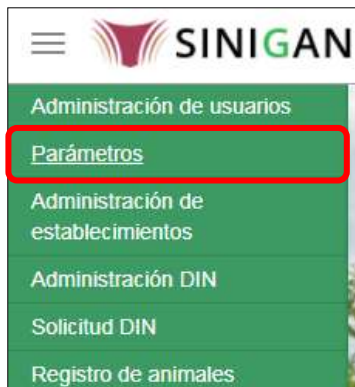 SINIGAN
Administración de usuarios
Parámetros
Administración de
establecimientos
Administración DIN
Solicitud DIN
Registro de animales